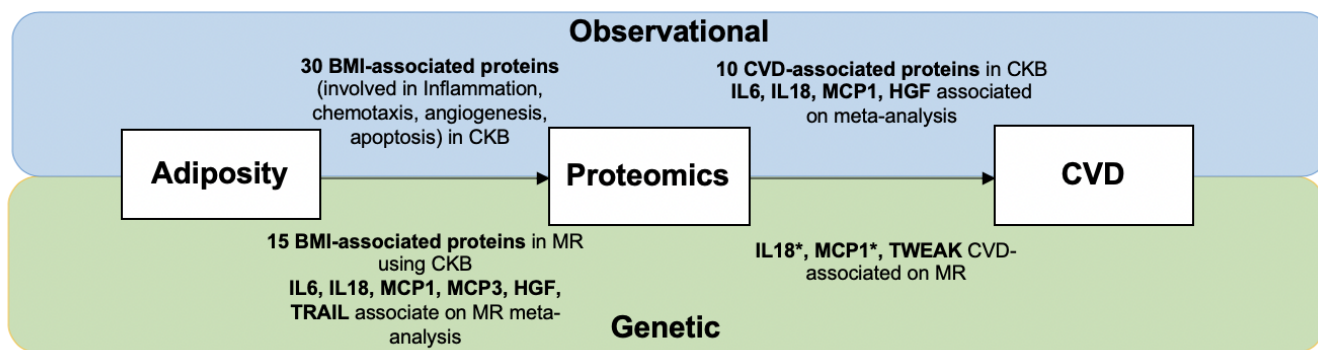 Observational
30 BMI-associated proteins
(involved in Inflammation,
chemotaxis, angiogenesis,
apoptosis) in CKB
10 CVD-associated proteins in CKB
IL6, IL18, MCP1, HGF associated
on meta-analysis
Adiposity
Proteomics
CVD
15 BMI-associated proteins in MR
using CKB
IL6, IL18, MCP1, MCP3, HGF,
TRAIL associate on MR meta-
analysis
IL18*, MCP1*, TWEAK CVD-
associated on MR
Genetic